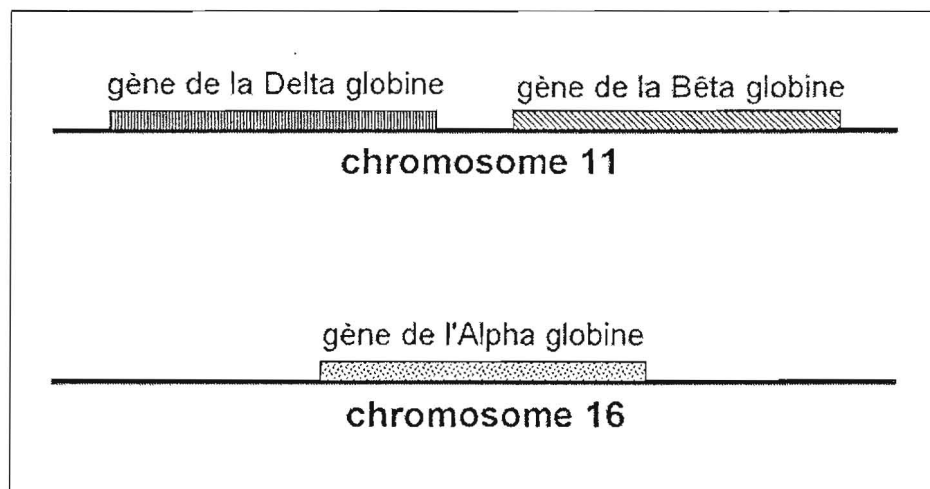 gène de la Delta globine
gène de la Bêta globine
chromosome 11
gène de l'Alpha globine
chromosome 16